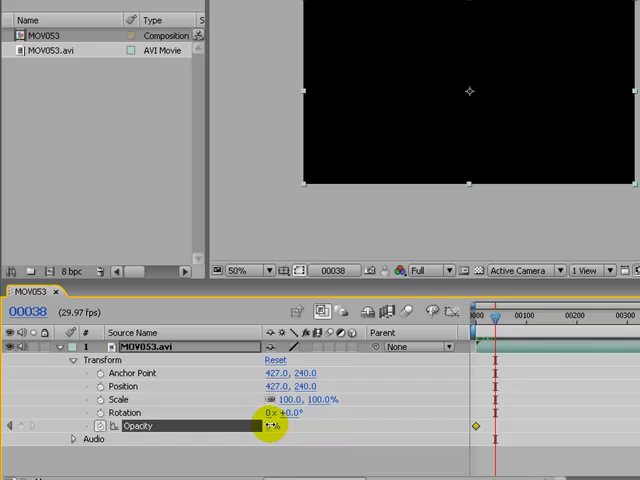 Name Type S
MOV053 Composition
MOV053.avi AVI Movie
8 bpc
50% 00038 Full Active Camera 1 View
MOV053 ×
00038 (29.97 fps)
0000 00100 00200 00300
# Source Name Parent
1 MOV053.avi None
Transform Reset
Anchor Point 427.0, 240.0
Position 427.0, 240.0
Scale 100.0, 100.0%
Rotation 0 x +0.0°
Opacity %
Audio